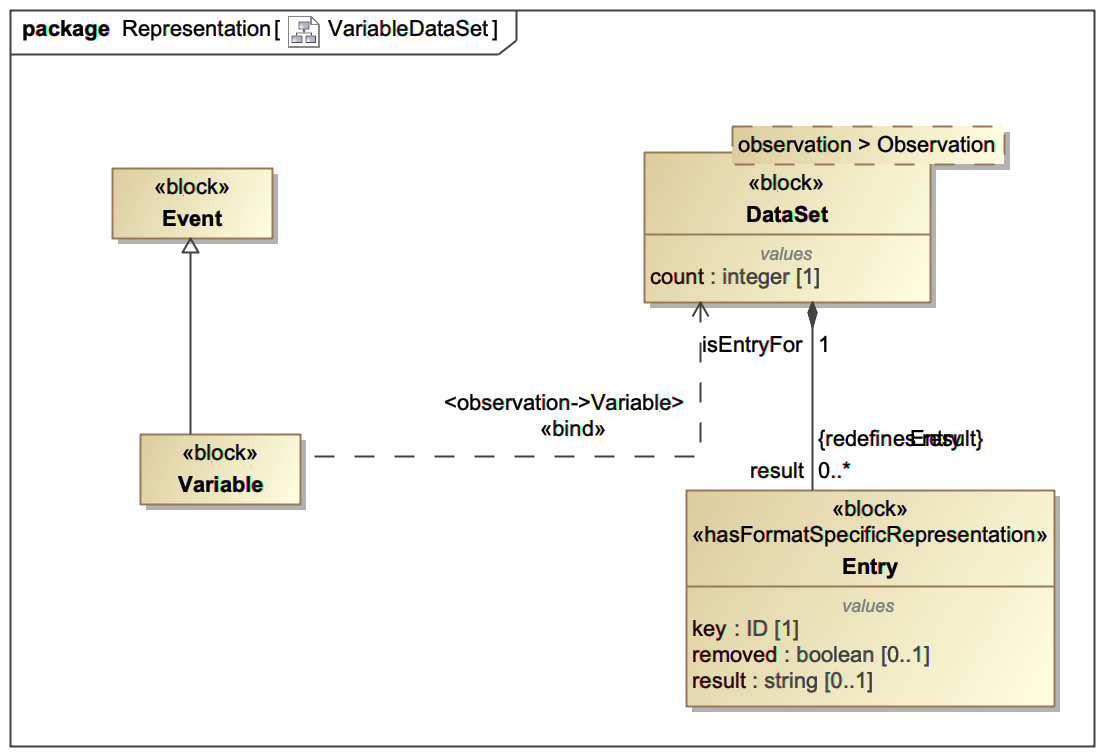 package Representation[ VariableDataSet]
observation > Observation
«block»
Event
«block»
DataSet
values
count : integer [1]
isEntryFor 1
<observation->Variable>
«bind»
{redefines result}
Entry
result 0..*
«block»
Variable
«block»
«hasFormatSpecificRepresentation»
Entry
values
key : ID [1]
removed : boolean [0..1]
result : string [0..1]